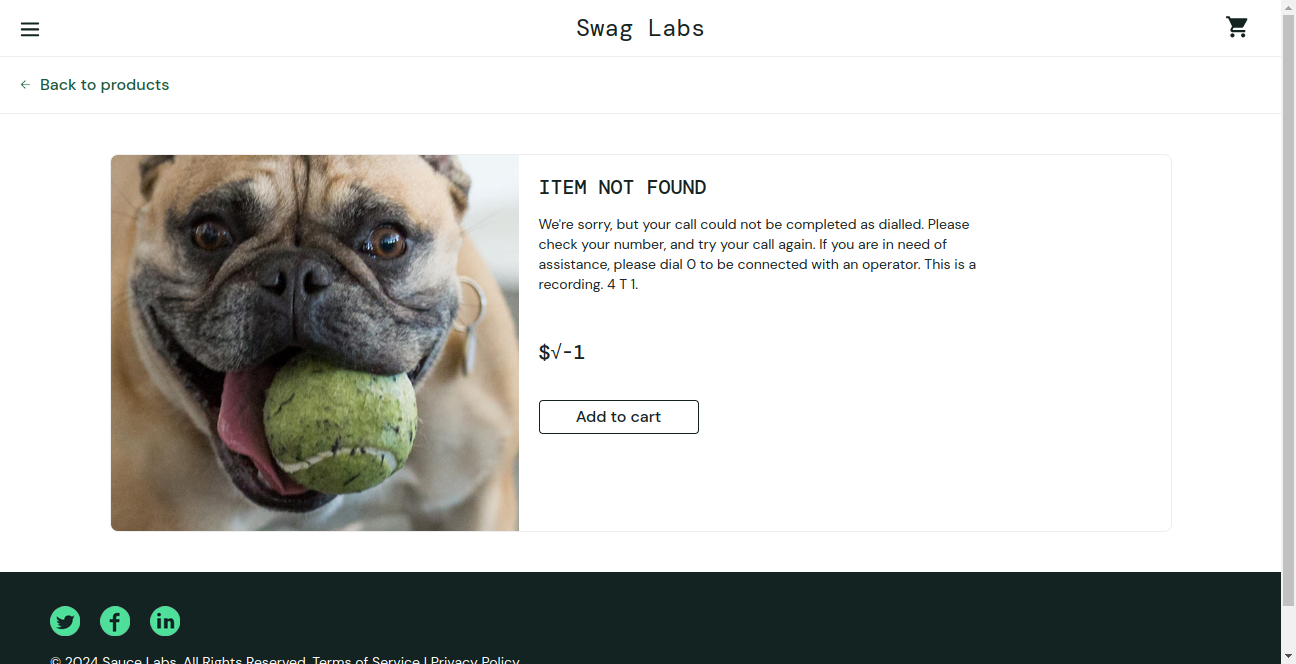 Swag Labs
Back to products
ITEM NOT FOUND
We're sorry, but your call could not be completed as dialled. Please
check your number, and try your call again. If you are in need of
assistance, please dial 0 to be connected with an operator. This is a
recording. 4 T 1.
$√-1
Add to cart
© 2024 Sauce Labs. All Rights Reserved. Terms of Service | Privacy Policy